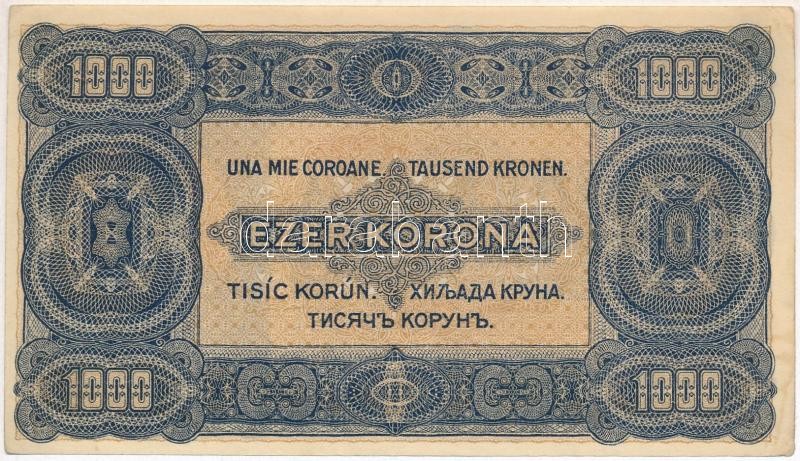 1000 1000
UNA MIE COROANE. TAUSEND KRONEN.
EZER KORONA
TISÍC KORÚN. ХИЉАДА КРУНА.
ТИСЯЧЪ КОРУНЪ.
1000 1000